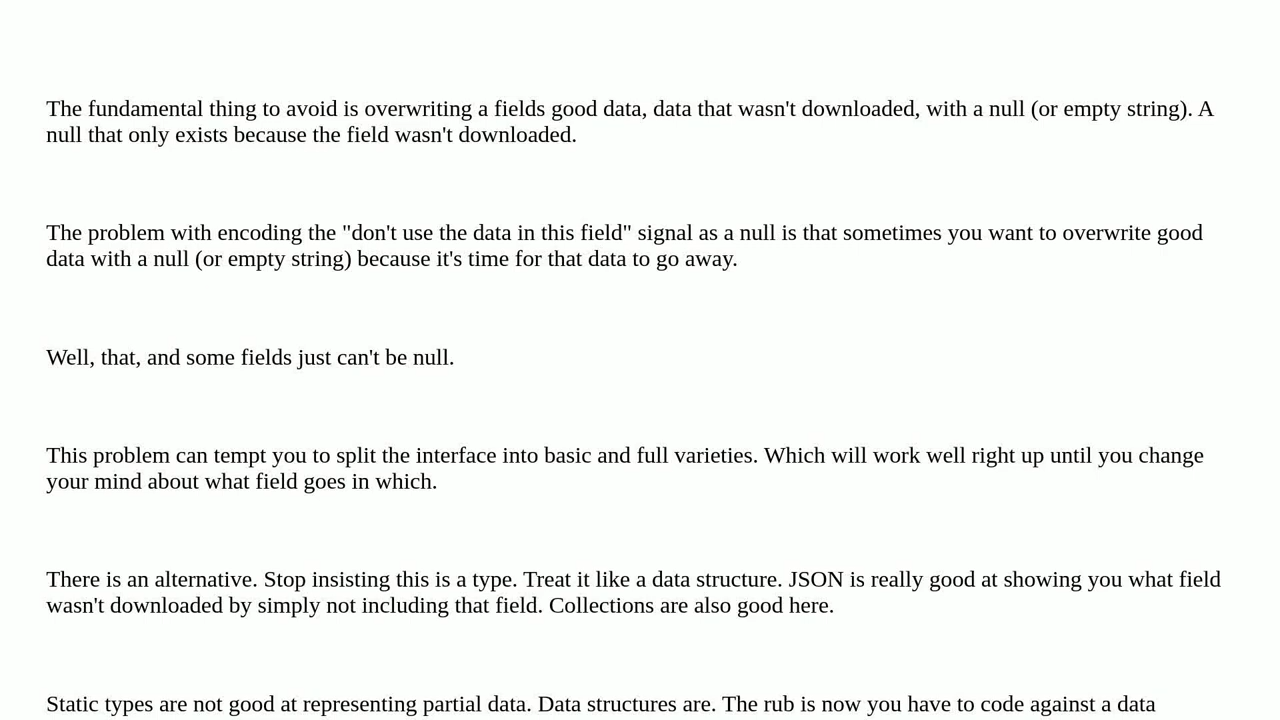 The fundamental thing to avoid is overwriting a fields good data, data that wasn't downloaded, with a null (or empty string). A
null that only exists because the field wasn't downloaded.
The problem with encoding the "don't use the data in this field" signal as a null is that sometimes you want to overwrite good
data with a null (or empty string) because it's time for that data to go away.
Well, that, and some fields just can't be null.
This problem can tempt you to split the interface into basic and full varieties. Which will work well right up until you change
your mind about what field goes in which.
There is an alternative. Stop insisting this is a type. Treat it like a data structure. JSON is really good at showing you what field
wasn't downloaded by simply not including that field. Collections are also good here.
Static types are not good at representing partial data. Data structures are. The rub is now you have to code against a data